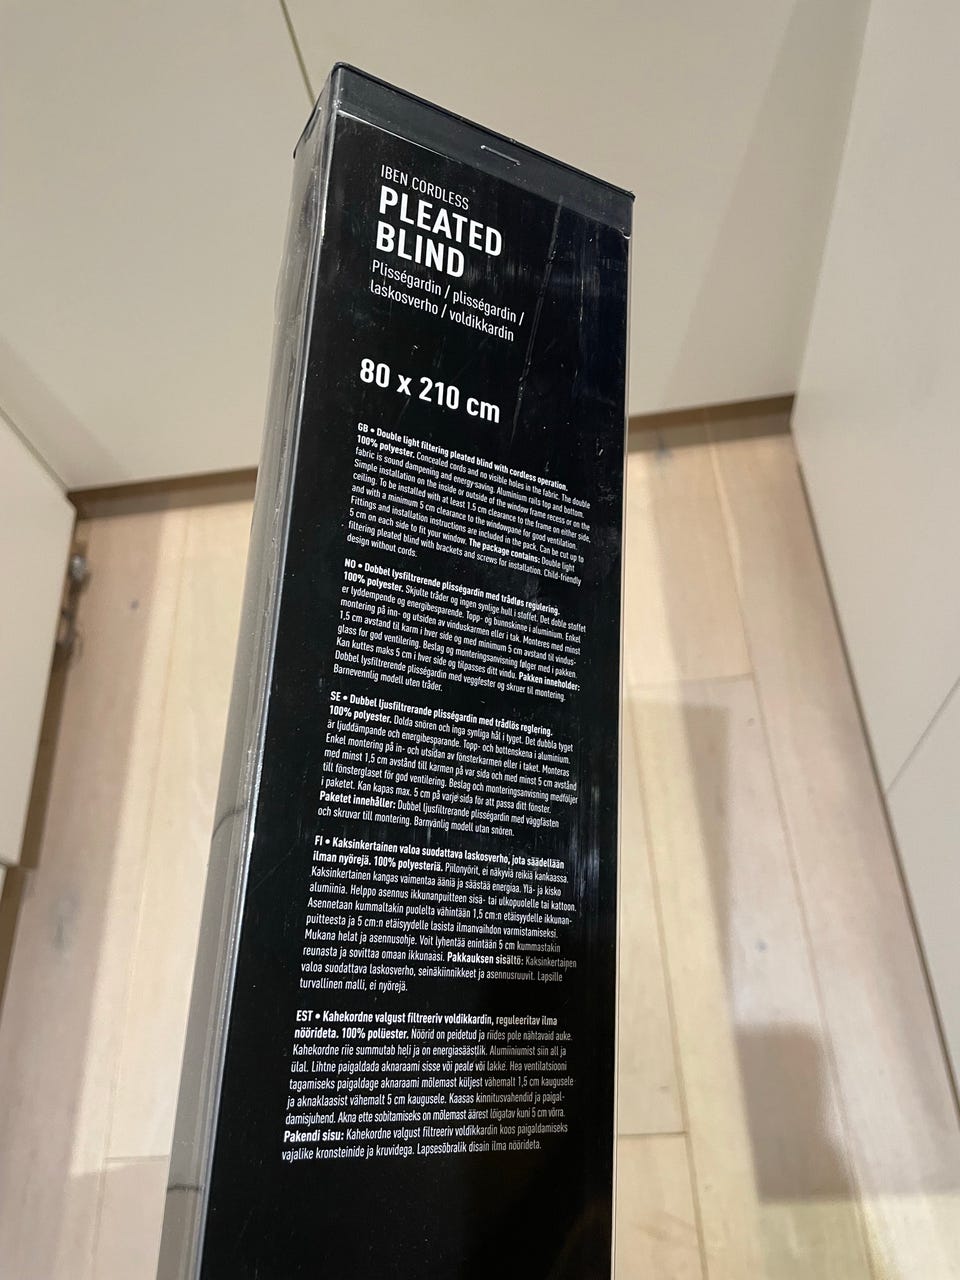 IBEN CORDLESS
PLEATED
BLIND
Plisségardin / plisségardin /
laskosverho / voldikkardin
80 x 210 cm
GB • Double light filtering pleated blind with cordless operation.
100% polyester. Concealed cords and no visible holes in the fabric. The double
fabric is sound dampening and energy-saving. Aluminium rails top and bottom.
Simple installation on the inside or outside of the window frame recess or on the
ceiling. To be installed with at least 1.5 cm clearance to the frame on either side,
and with a minimum 5 cm clearance to the windowpane for good ventilation.
Fittings and installation instructions are included in the pack. Can be cut up to
5 cm on each side to fit your window. The package contains: Double light
filtering pleated blind with brackets and screws for installation. Child-friendly
design without cords.
NO • Dobbel lysfiltrerende plisségardin med trådløs regulering.
100% polyester. Skjulte tråder og ingen synlige hull i stoffet. Det doble stoffet
er lyddempende og energibesparende. Topp- og bunnskinne i aluminium. Enkel
montering på inn- og utsiden av vinduskarmen eller i tak. Monteres med minst
1,5 cm avstand til karm i hver side og med minimum 5 cm avstand til vindus-
glass for god ventilering. Beslag og monteringsanvisning følger med i pakken.
Kan kuttes maks 5 cm i hver side og tilpasses ditt vindu. Pakken inneholder:
Dobbel lysfiltrerende plisségardin med veggfester og skruer til montering.
Barnevennlig modell uten tråder.
SE • Dubbel ljusfiltrerande plisségardin med trådlös reglering.
100% polyester. Dolda snören och inga synliga hål i tyget. Det dubbla tyget
är ljuddämpande och energibesparande. Topp- och bottenskena i aluminium.
Enkel montering på in- och utsidan av fönsterkarmen eller i taket. Monteras
med minst 1,5 cm avstånd till karmen på var sida och med minst 5 cm avstånd
till fönsterglaset för god ventilering. Beslag och monteringsanvisning medföljer
i paketet. Kan kapas max. 5 cm på varje sida för att passa ditt fönster.
Paketet innehåller: Dubbel ljusfiltrerande plisségardin med väggfästen
och skruvar till montering. Barnvänlig modell utan snören.
FI • Kaksinkertainen valoa suodattava laskosverho, jota säädellään
ilman nyörejä. 100% polyesteriä. Piilonyörit, ei näkyviä reikiä kankaassa.
Kaksinkertainen kangas vaimentaa ääniä ja säästää energiaa. Ylä- ja kisko
alumiinia. Helppo asennus ikkunanpuitteen sisä- tai ulkopuolelle tai kattoon.
Asennetaan kummaltakin puolelta vähintään 1,5 cm:n etäisyydelle ikkunan-
puitteesta ja 5 cm:n etäisyydelle lasista ilmanvaihdon varmistamiseksi.
Mukana helat ja asennusohje. Voit lyhentää enintään 5 cm kummastakin
reunasta ja sovittaa omaan ikkunaasi. Pakkauksen sisältö: Kaksinkertainen
valoa suodattava laskosverho, seinäkiinnikkeet ja asennusruuvit. Lapsille
turvallinen malli, ei nyörejä.
EST • Kahekordne valgust filtreeriv voldikkardin, reguleeritav ilma
nöörideta. 100% polüester. Nöörid on peidetud ja riides pole nähtavaid auke.
Kahekordne riie summutab heli ja on energiasäästlik. Alumiiniumist siin all ja
ülal. Lihtne paigaldada aknaraami sisse või peale või lakke. Hea ventilatsiooni
tagamiseks paigaldage aknaraami mõlemast küljest vähemalt 1,5 cm kaugusele
ja aknaklaasist vähemalt 5 cm kaugusele. Kaasas kinnitusvahendid ja paigal-
damisjuhend. Akna ette sobitamiseks on mõlemast äärest lõigatav kuni 5 cm võrra.
Pakendi sisu: Kahekordne valgust filtreeriv voldikkardin koos paigaldamiseks
vajalike kronsteinide ja kruvidega. Lapsesõbralik disain ilma nöörideta.